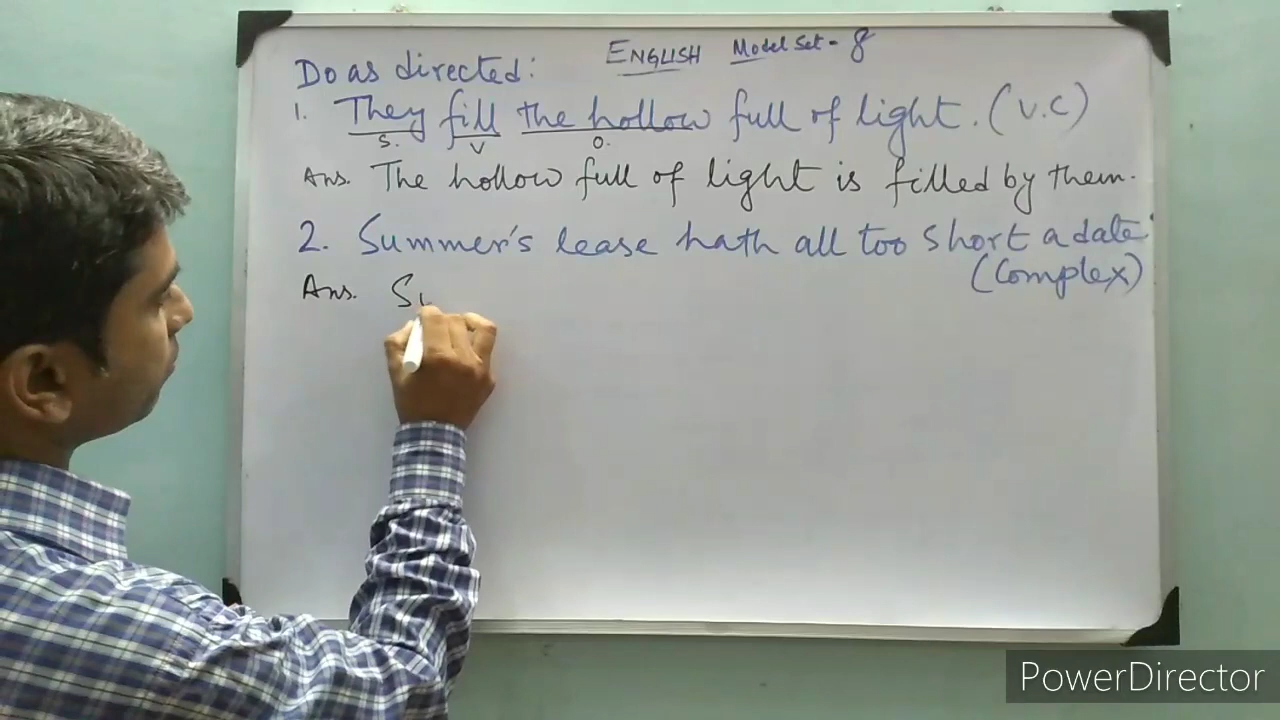 ENGLISH Model Set - 8
Do as directed:
1. They fill the hollow full of light. (V.C)
S. V O.
Ans. The hollow full of light is filled by them.
2. Summer's lease hath all too short a date.
(Complex)
Ans. Su
PowerDirector